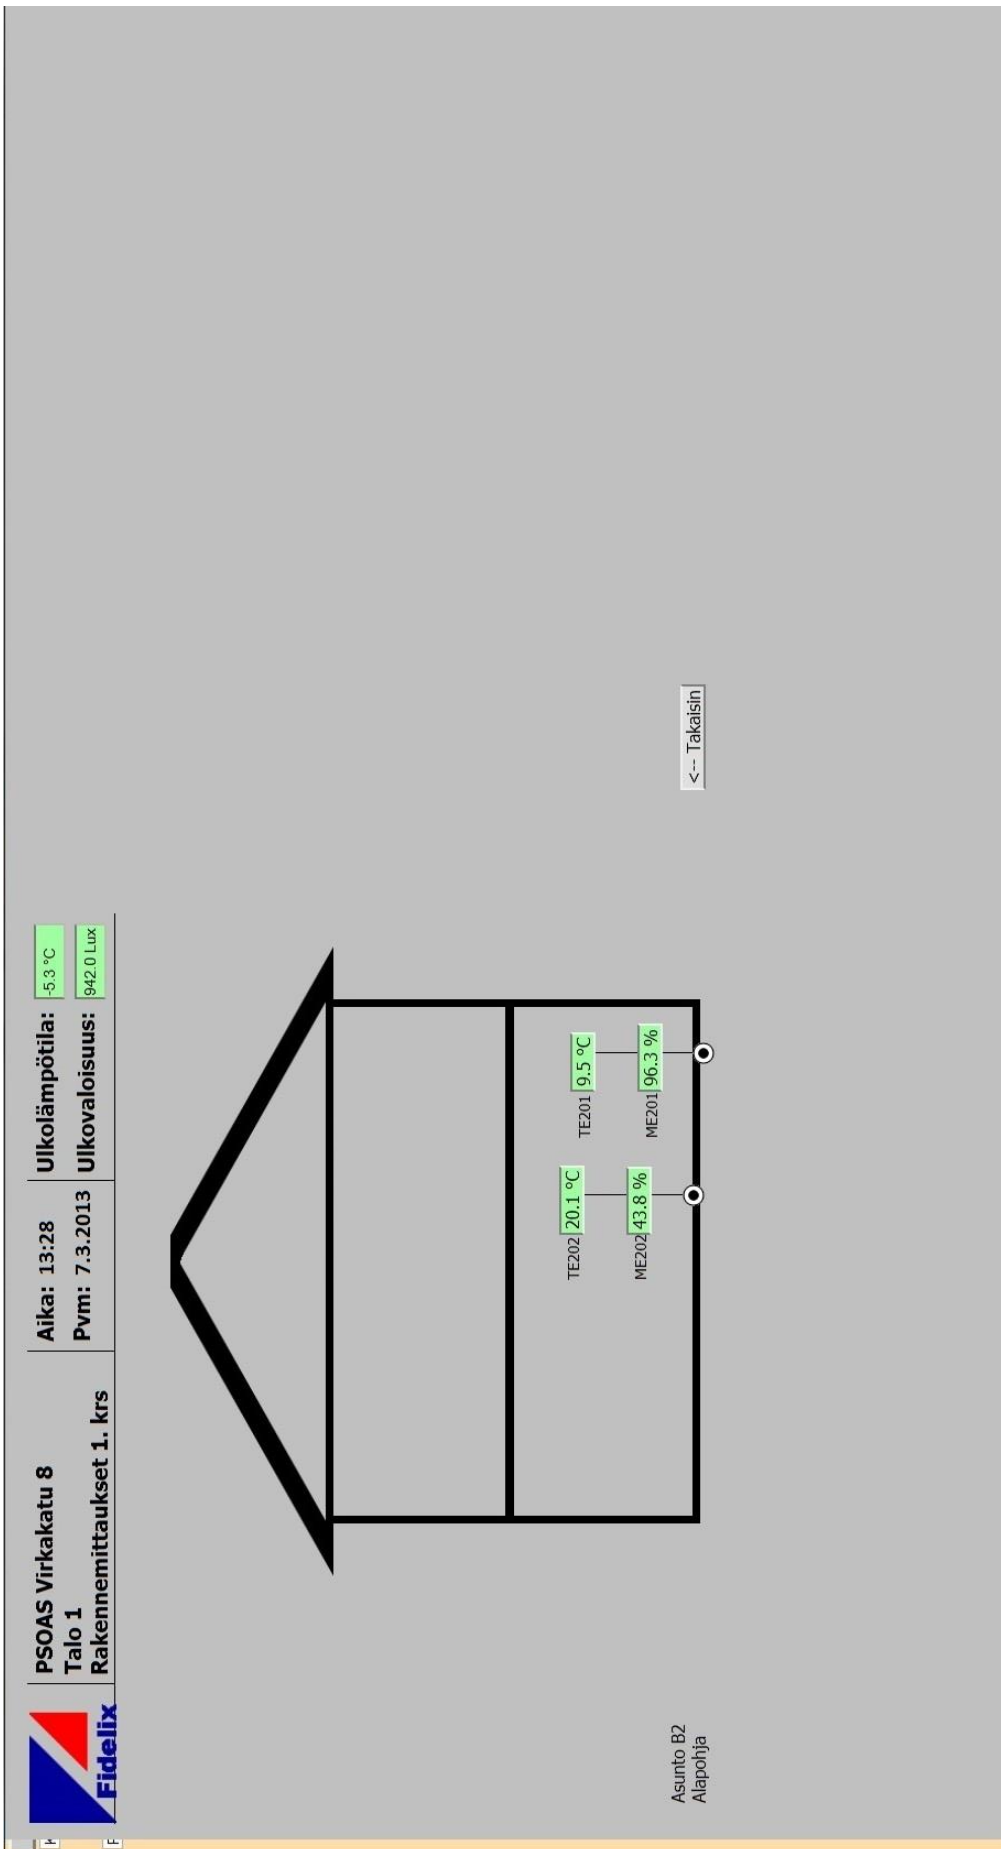 Fidelix
PSOAS Virkakatu 8
Talo 1
Rakennemittaukset 1. krs
Aika: 13:28
Pvm: 7.3.2013
Ulkolämpötila: -5.3 °C
Ulkovaloisuus: 942.0 Lux
TE202 20.1 °C
ME202 43.8 %
TE201 9.5 °C
ME201 96.3 %
Asunto B2
Alapohja
<-- Takaisin